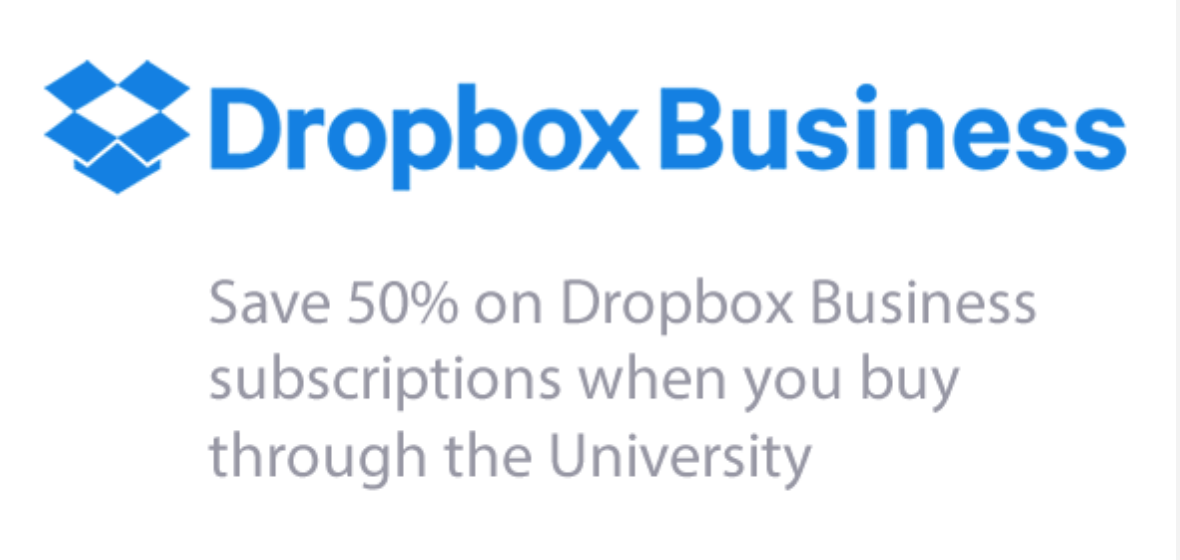 Dropbox Business
Save 50% on Dropbox Business
subscriptions when you buy
through the University